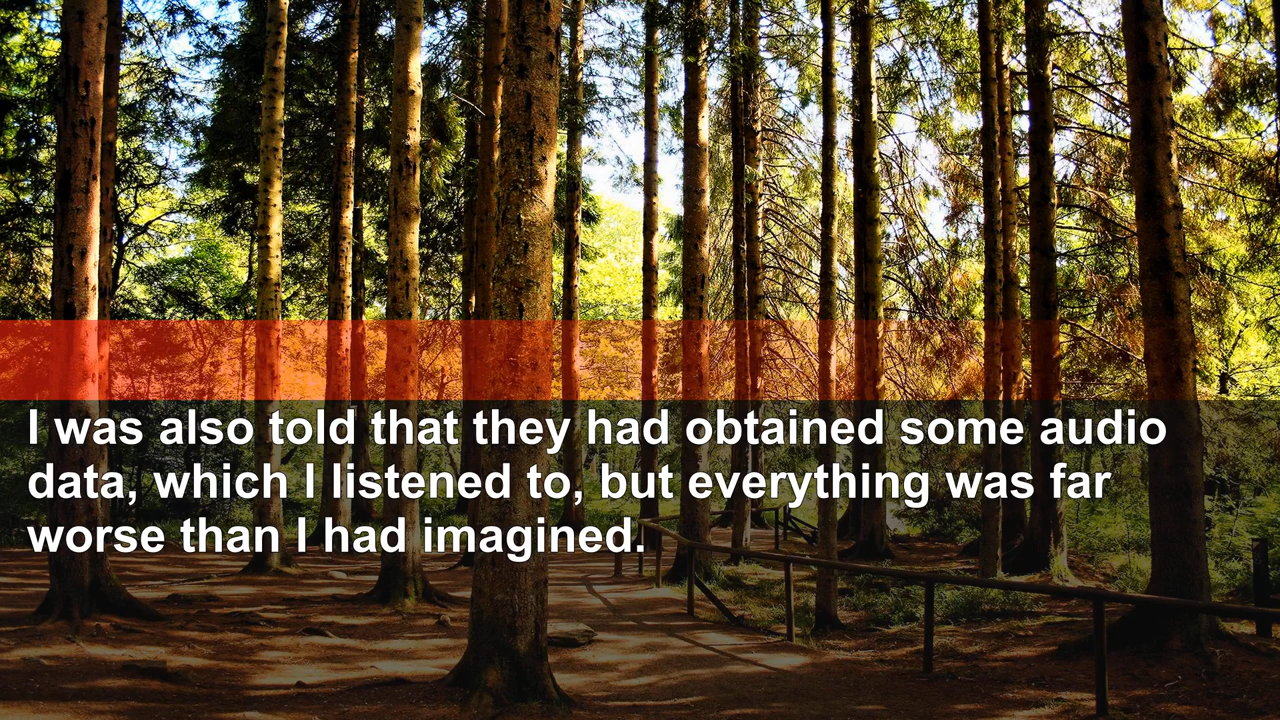 I was also told that they had obtained some audio
data, which I listened to, but everything was far
worse than I had imagined.